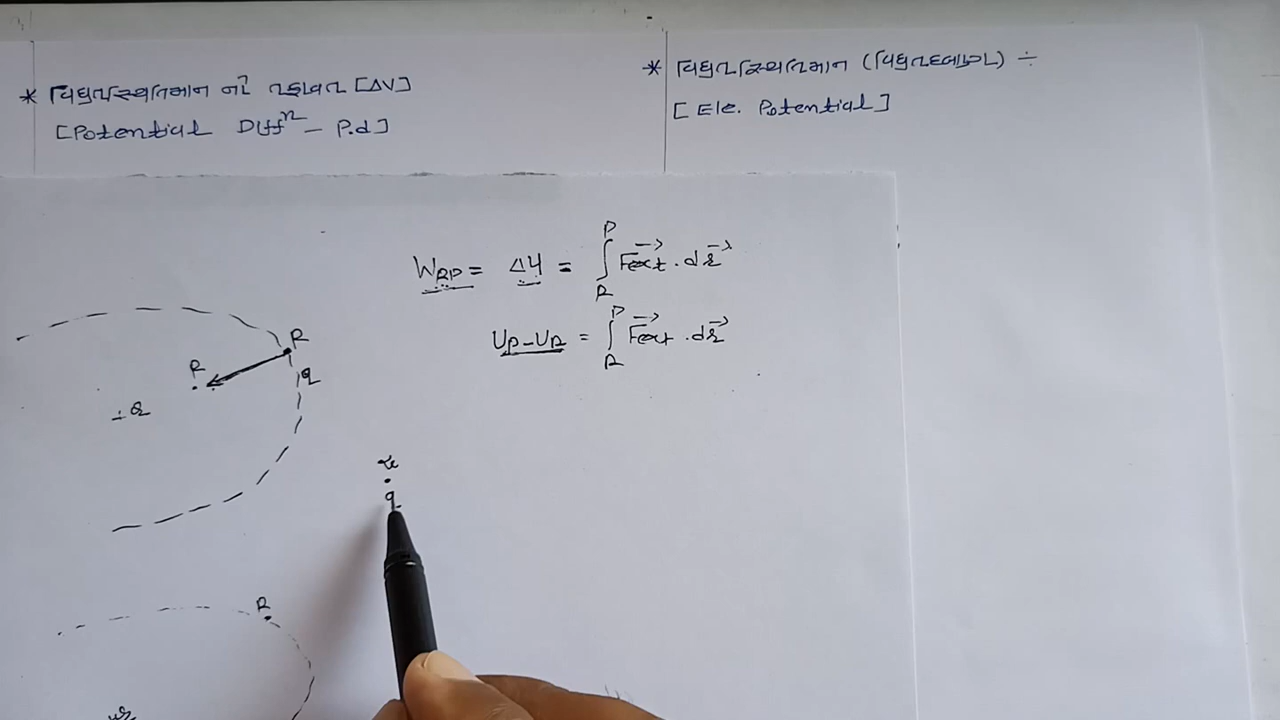 * વિદ્યુતસ્થિતિમાન નો તફાવત [ΔV]
[Potential Diffⁿ - P.d]
* વિદ્યુતસ્થિતિમાન (વિદ્યુતદબાણ) ÷
[Ele. Potential]
W_RP = ΔU = ∫_R^P F⃗ext . dr⃗
U_P - U_R = ∫_R^P F⃗ext . dr⃗
R
P
q
Q
q
R